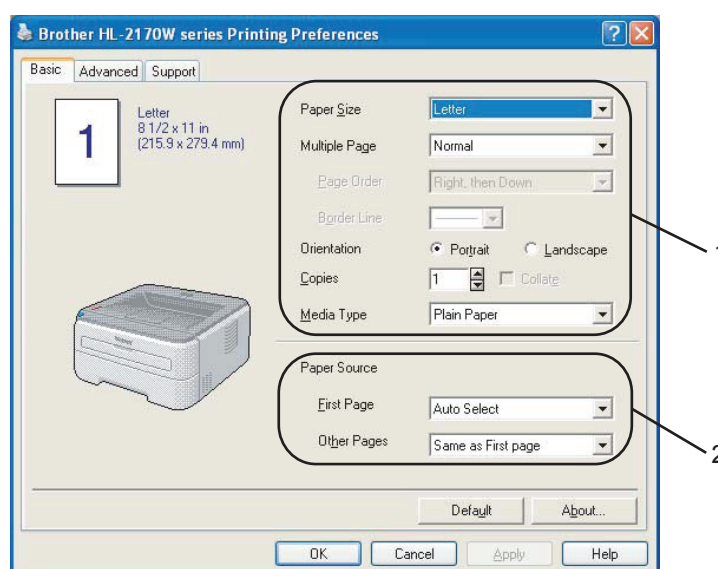 Brother HL-2170W series Printing Preferences
Basic Advanced Support
1
Letter
8 1/2 x 11 in
(215.9 x 279.4 mm)
Paper Size Letter
Multiple Page Normal
Page Order Right, then Down
Border Line
Orientation Portrait Landscape
Copies 1 Collate
Media Type Plain Paper
1
Paper Source
First Page Auto Select
Other Pages Same as First page
2
Default About...
OK Cancel Apply Help